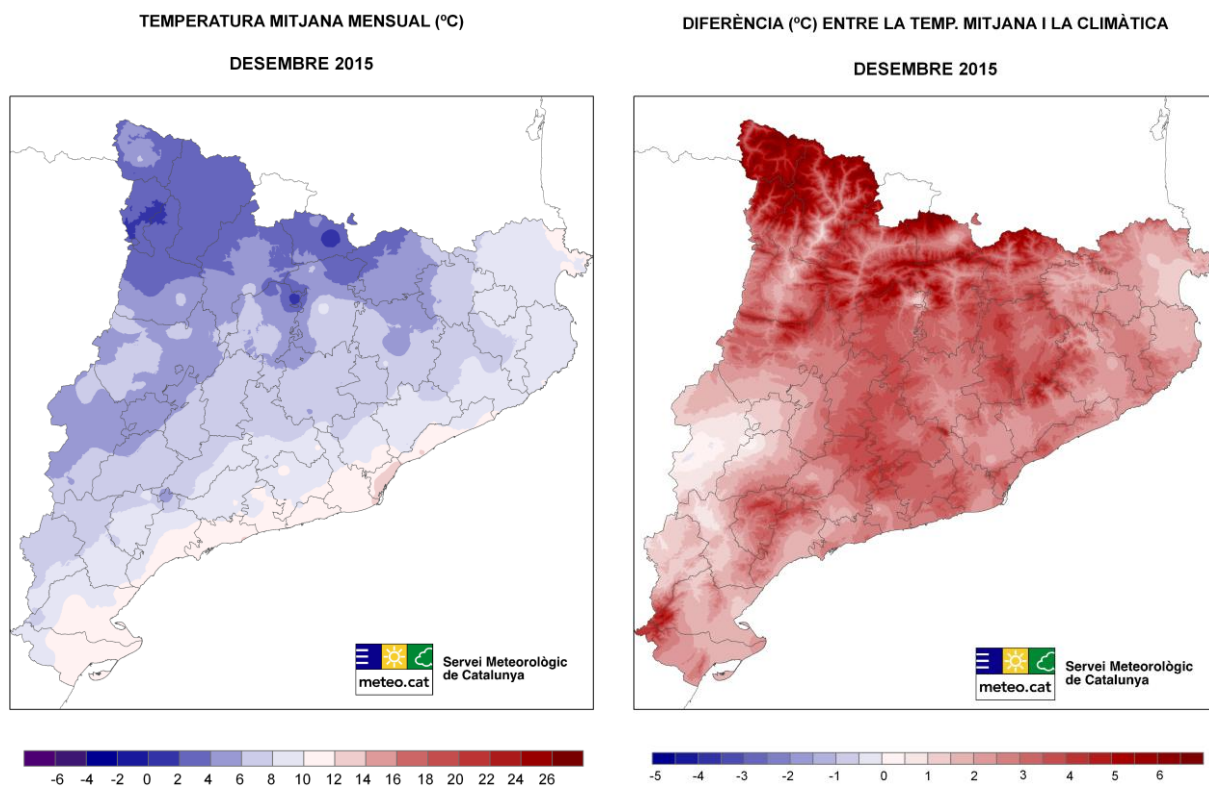 TEMPERATURA MITJANA MENSUAL (ºC)
DESEMBRE 2015
Servei Meteorològic
de Catalunya
meteo.cat
-6 -4 -2 0 2 4 6 8 10 12 14 16 18 20 22 24 26
DIFERÈNCIA (ºC) ENTRE LA TEMP. MITJANA I LA CLIMÀTICA
DESEMBRE 2015
Servei Meteorològic
de Catalunya
meteo.cat
-5 -4 -3 -2 -1 0 1 2 3 4 5 6